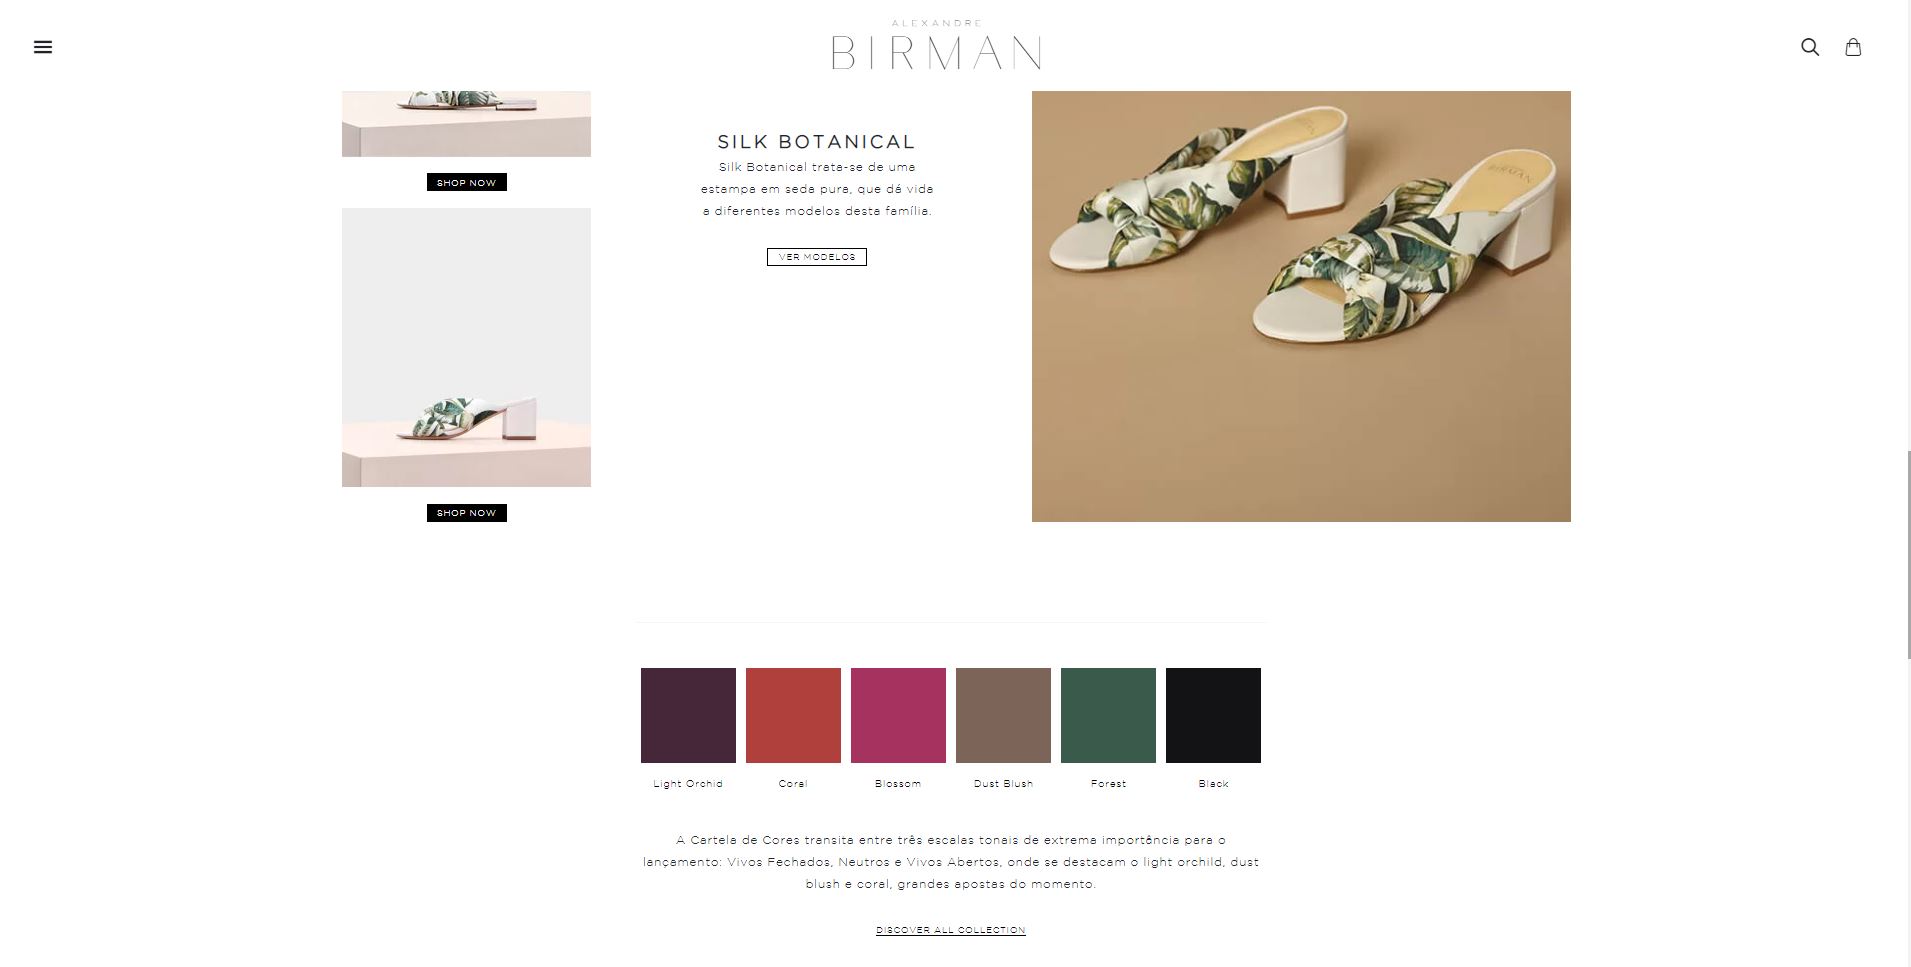 ALEXANDRE
BIRMAN
SHOP NOW
SHOP NOW
SILK BOTANICAL
Silk Botanical trata-se de uma
estampa em seda pura, que dá vida
a diferentes modelos desta família.
VER MODELOS
BIRMAN
Light Orchid
Coral
Blossom
Dust Blush
Forest
Black
A Cartela de Cores transita entre três escalas tonais de extrema importância para o
lançamento: Vivos Fechados, Neutros e Vivos Abertos, onde se destacam o light orchild, dust
blush e coral, grandes apostas do momento.
DISCOVER ALL COLLECTION